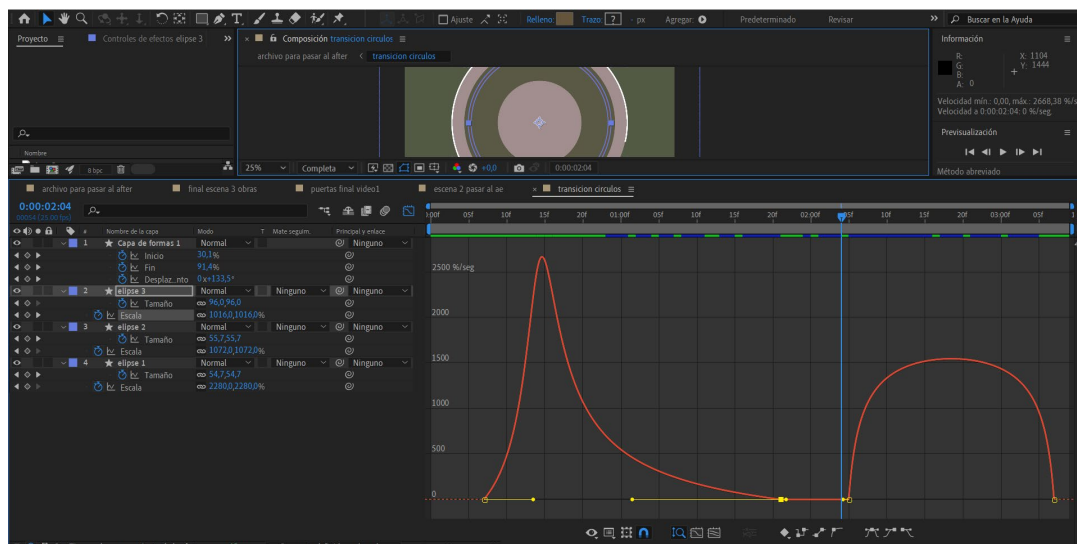 Ajuste Relleno: Trazo: ? - px Agregar: Predeterminado Revisar >> Buscar en la Ayuda
Proyecto Controles de efectos elipse 3 >> × Composición transicion circulos Información
archivo para pasar al after < transicion circulos
R: X: 1104
G: Y: 1444
B:
A: 0
Velocidad mín.: 0,00, máx.: 2668,38 %/s
Velocidad a 0:00:02:04: 0 %/seg.
Previsualización
Nombre
8 bpc 25% Completa +0,0 0:00:02:04 Método abreviado
archivo para pasar al after final escena 3 obras puertas final video1 escena 2 pasar al ae × transicion circulos
0:00:02:04
00054 (25.00 fps)
:00f 05f 10f 15f 20f 01:00f 05f 10f 15f 20f 02:00f 05f 10f 15f 20f 03:00f 05f 1
# Nombre de la capa Modo T Mate seguim. Principal y enlace
1 Capa de formas 1 Normal Ninguno
Inicio 30,1%
Fin 91,4%
Desplaz...nto 0x+133,5°
2 elipse 3 Normal Ninguno Ninguno
Tamaño 96,0,96,0
Escala 1016,0,1016,0%
3 elipse 2 Normal Ninguno Ninguno
Tamaño 55,7,55,7
Escala 1072,0,1072,0%
4 elipse 1 Normal Ninguno Ninguno
Tamaño 54,7,54,7
Escala 2280,0,2280,0%
2500 %/seg
2000
1500
1000
500
0